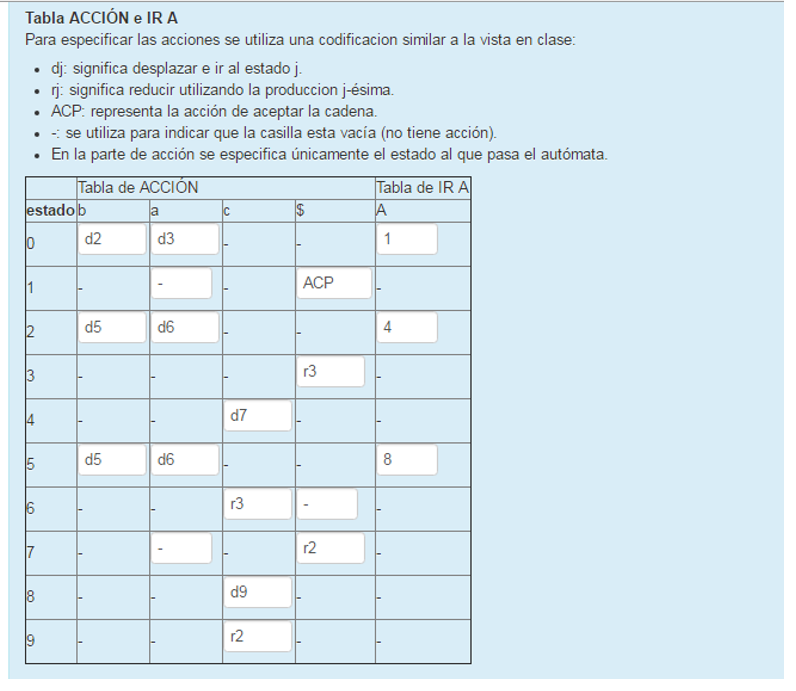 Tabla ACCIÓN e IR A
Para especificar las acciones se utiliza una codificacion similar a la vista en clase:
• dj: significa desplazar e ir al estado j.
• rj: significa reducir utilizando la produccion j-ésima.
• ACP: representa la acción de aceptar la cadena.
• -: se utiliza para indicar que la casilla esta vacía (no tiene acción).
• En la parte de acción se especifica únicamente el estado al que pasa el autómata.
Tabla de ACCIÓN Tabla de IR A
estado b a c $ A
0 d2 d3 - - 1
1 - - - ACP -
2 d5 d6 - - 4
3 - - - r3 -
4 - - d7 - -
5 d5 d6 - - 8
6 - - r3 - -
7 - - - r2 -
8 - - d9 - -
9 - - r2 - -